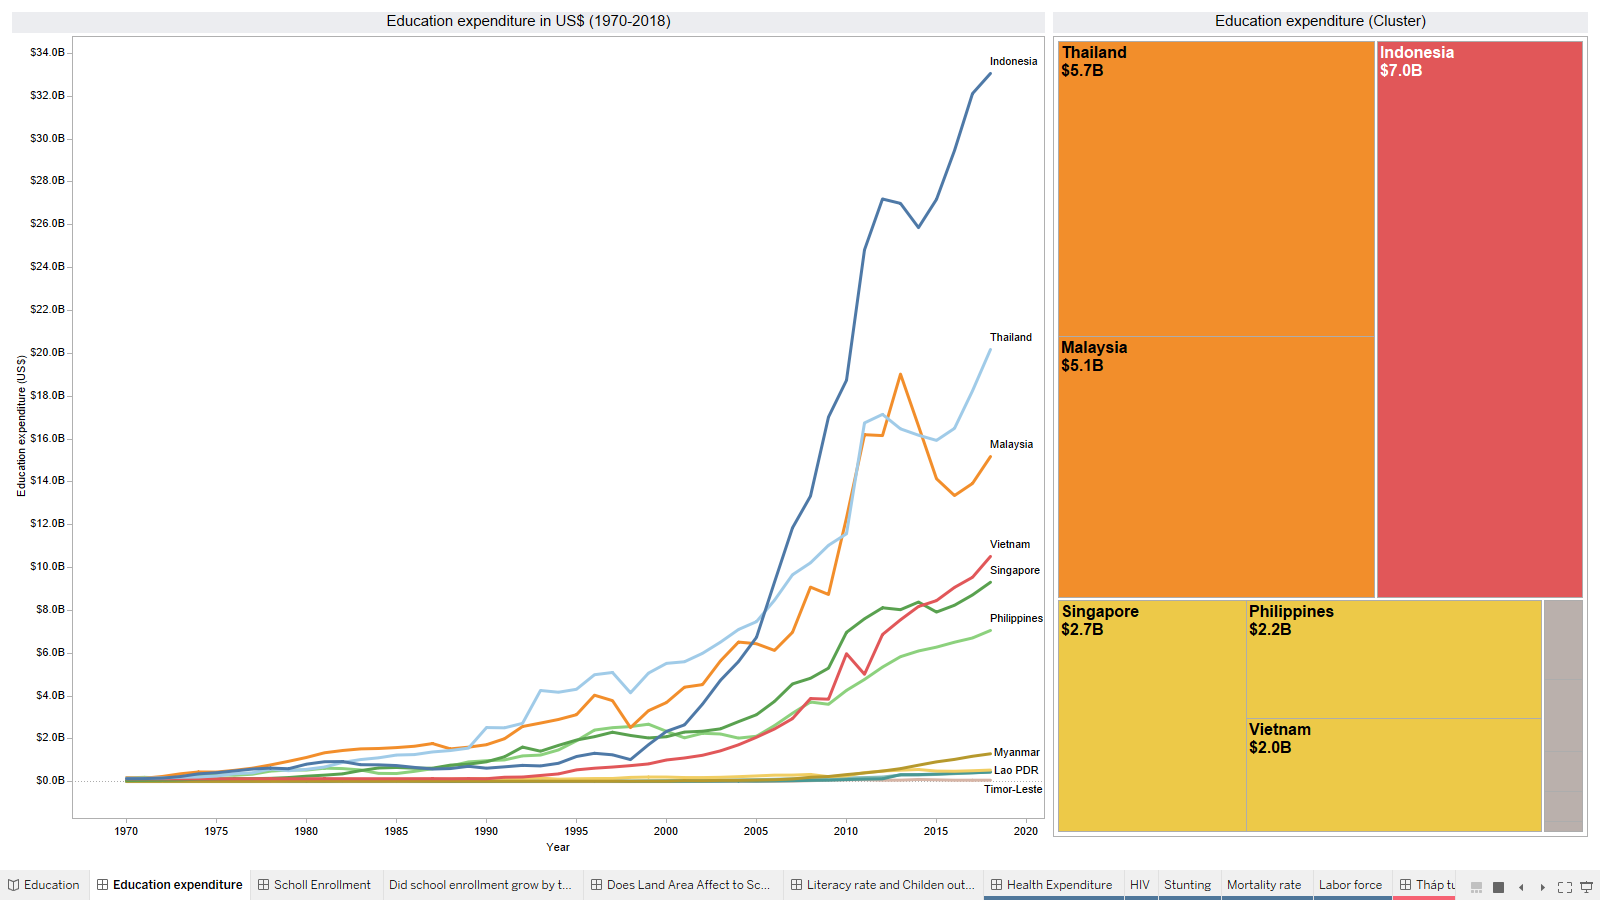 Education expenditure in US$ (1970-2018)
Education expenditure (Cluster)
$34.0B
$32.0B
$30.0B
$28.0B
$26.0B
$24.0B
$22.0B
$20.0B
$18.0B
$16.0B
$14.0B
$12.0B
$10.0B
$8.0B
$6.0B
$4.0B
$2.0B
$0.0B
Education expenditure (US$)
Indonesia
Thailand
Malaysia
Vietnam
Singapore
Philippines
Myanmar
Lao PDR
Timor-Leste
1970 1975 1980 1985 1990 1995 2000 2005 2010 2015 2020
Year
Thailand
$5.7B
Indonesia
$7.0B
Malaysia
$5.1B
Singapore
$2.7B
Philippines
$2.2B
Vietnam
$2.0B
Education Education expenditure Scholl Enrollment Did school enrollment grow by t... Does Land Area Affect to Sc... Literacy rate and Childen out... Health Expenditure HIV Stunting Mortality rate Labor force Tháp